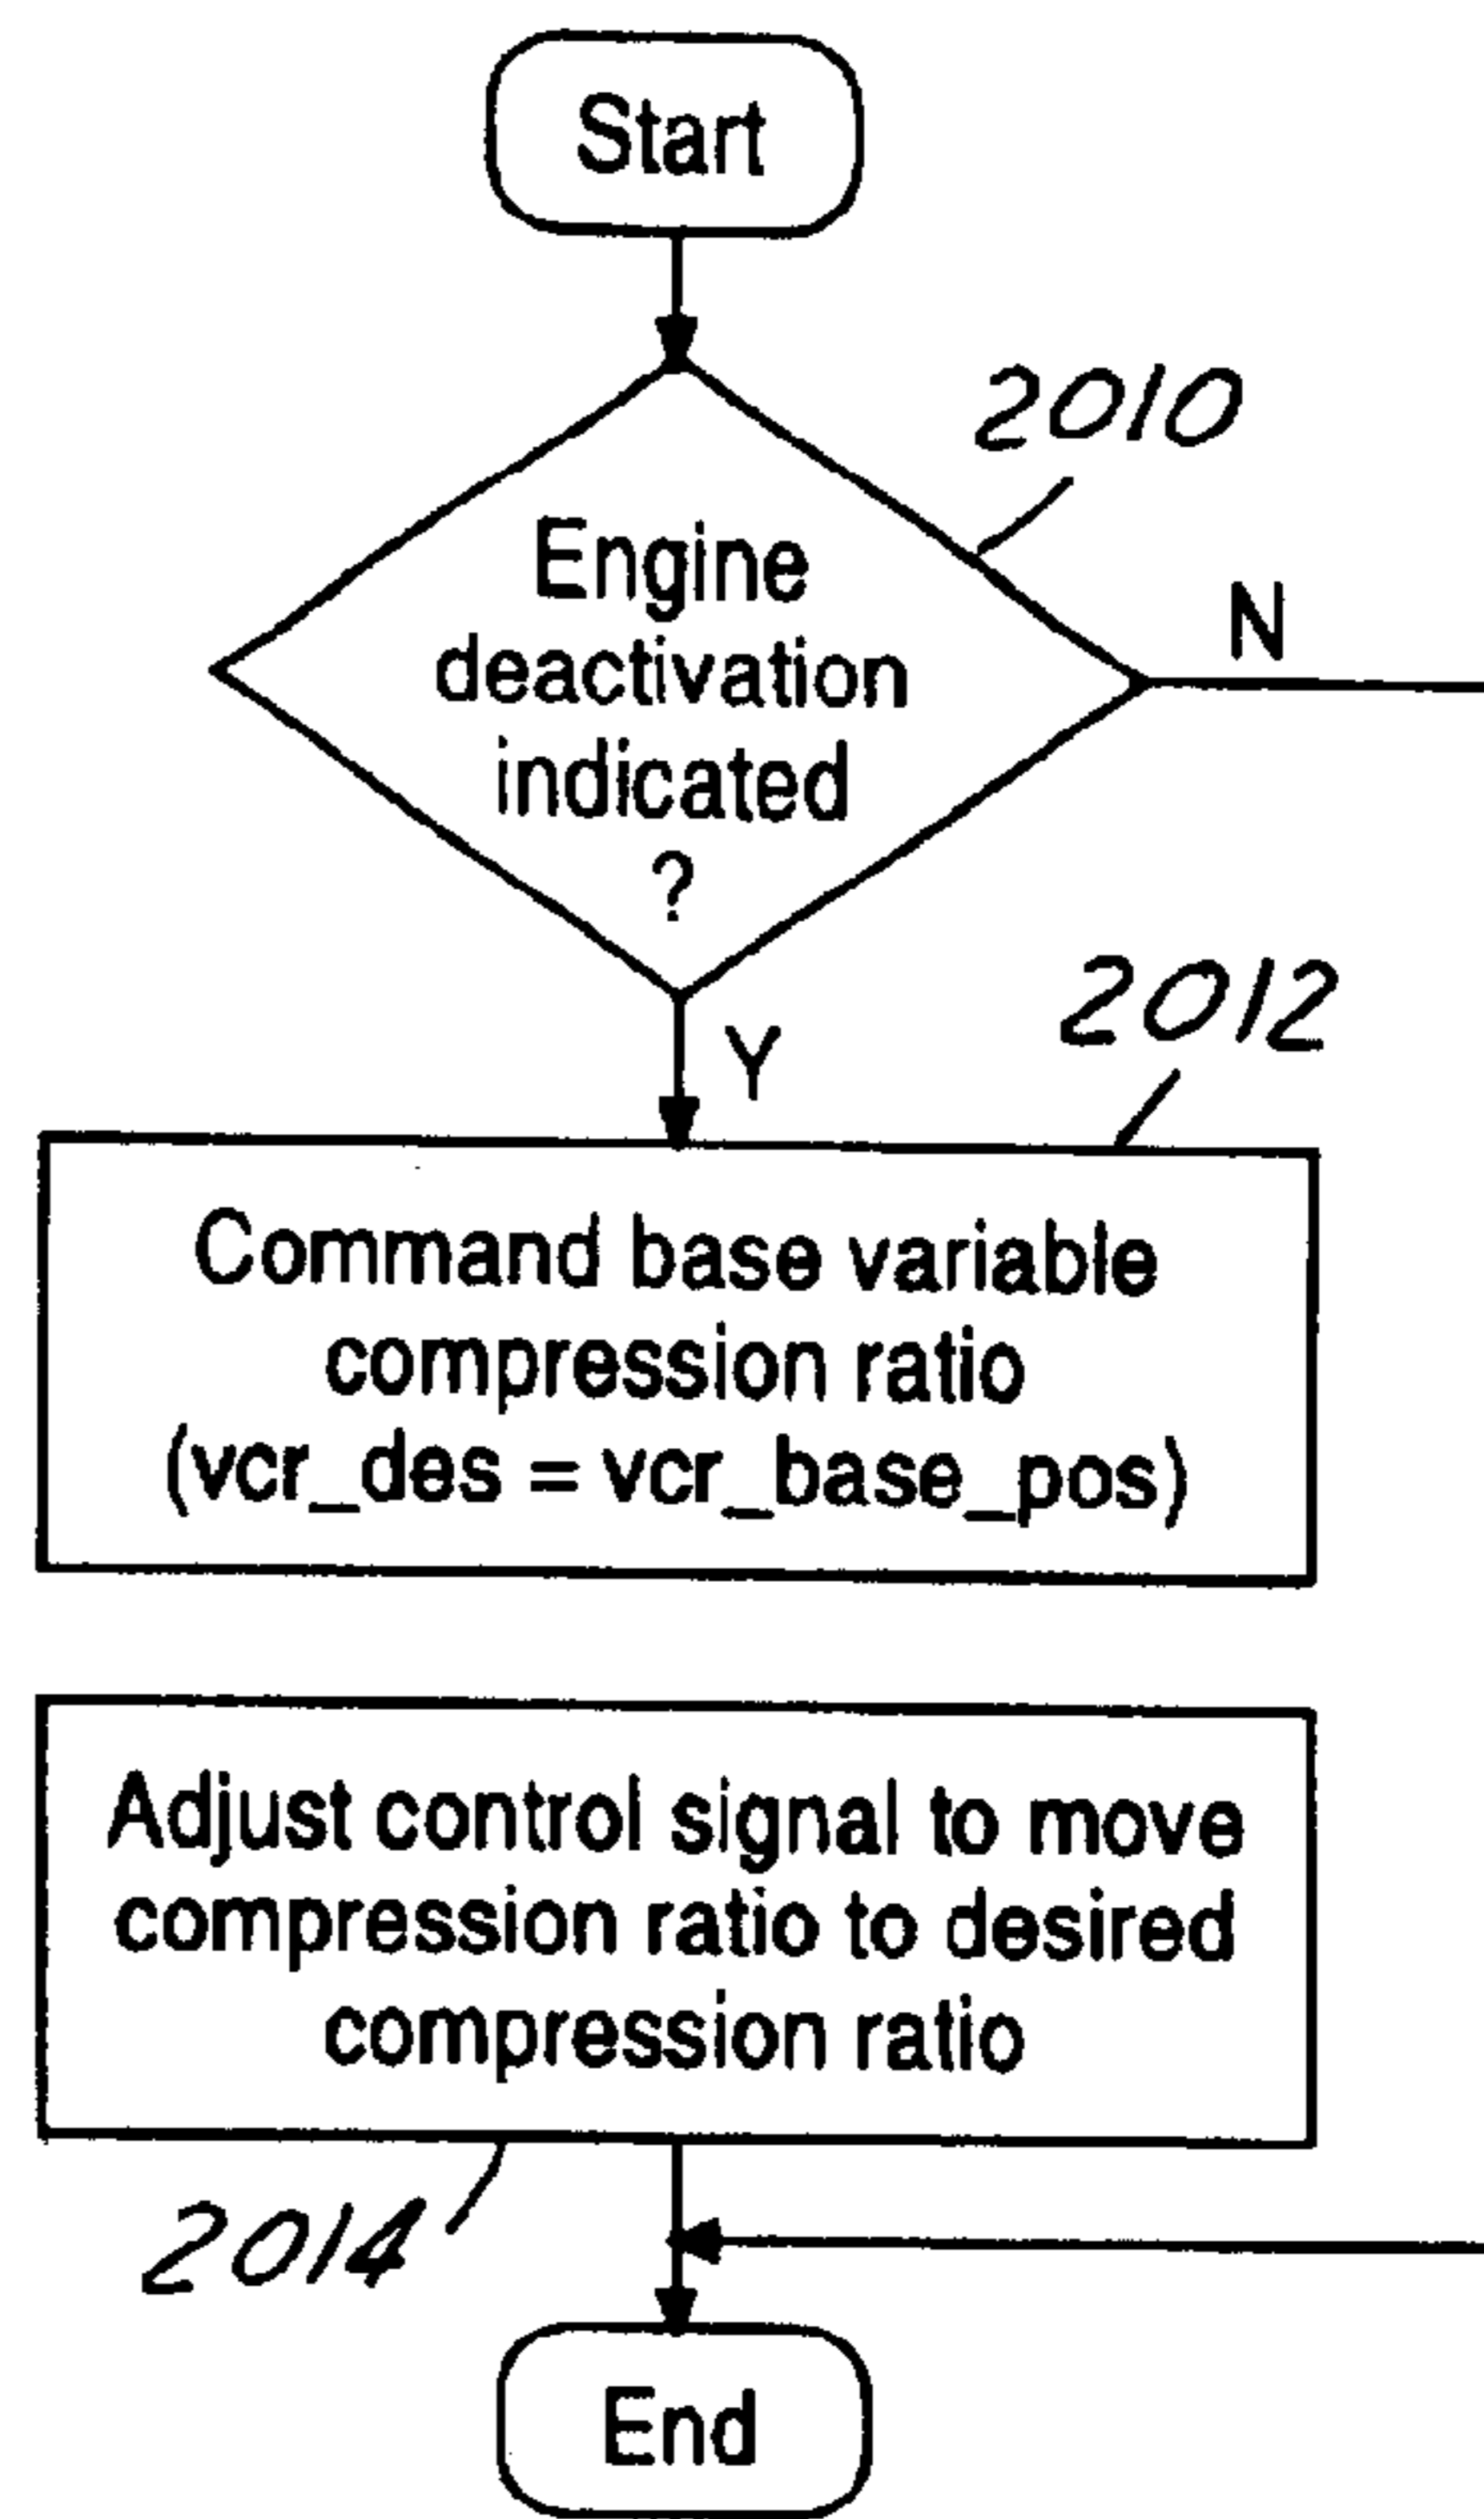 Start
2010
Engine
deactivation
indicated
?
N
Y
2012
Command base variable
compression ratio
(vcr_des = vcr_base_pos)
Adjust control signal to move
compression ratio to desired
compression ratio
2014
End